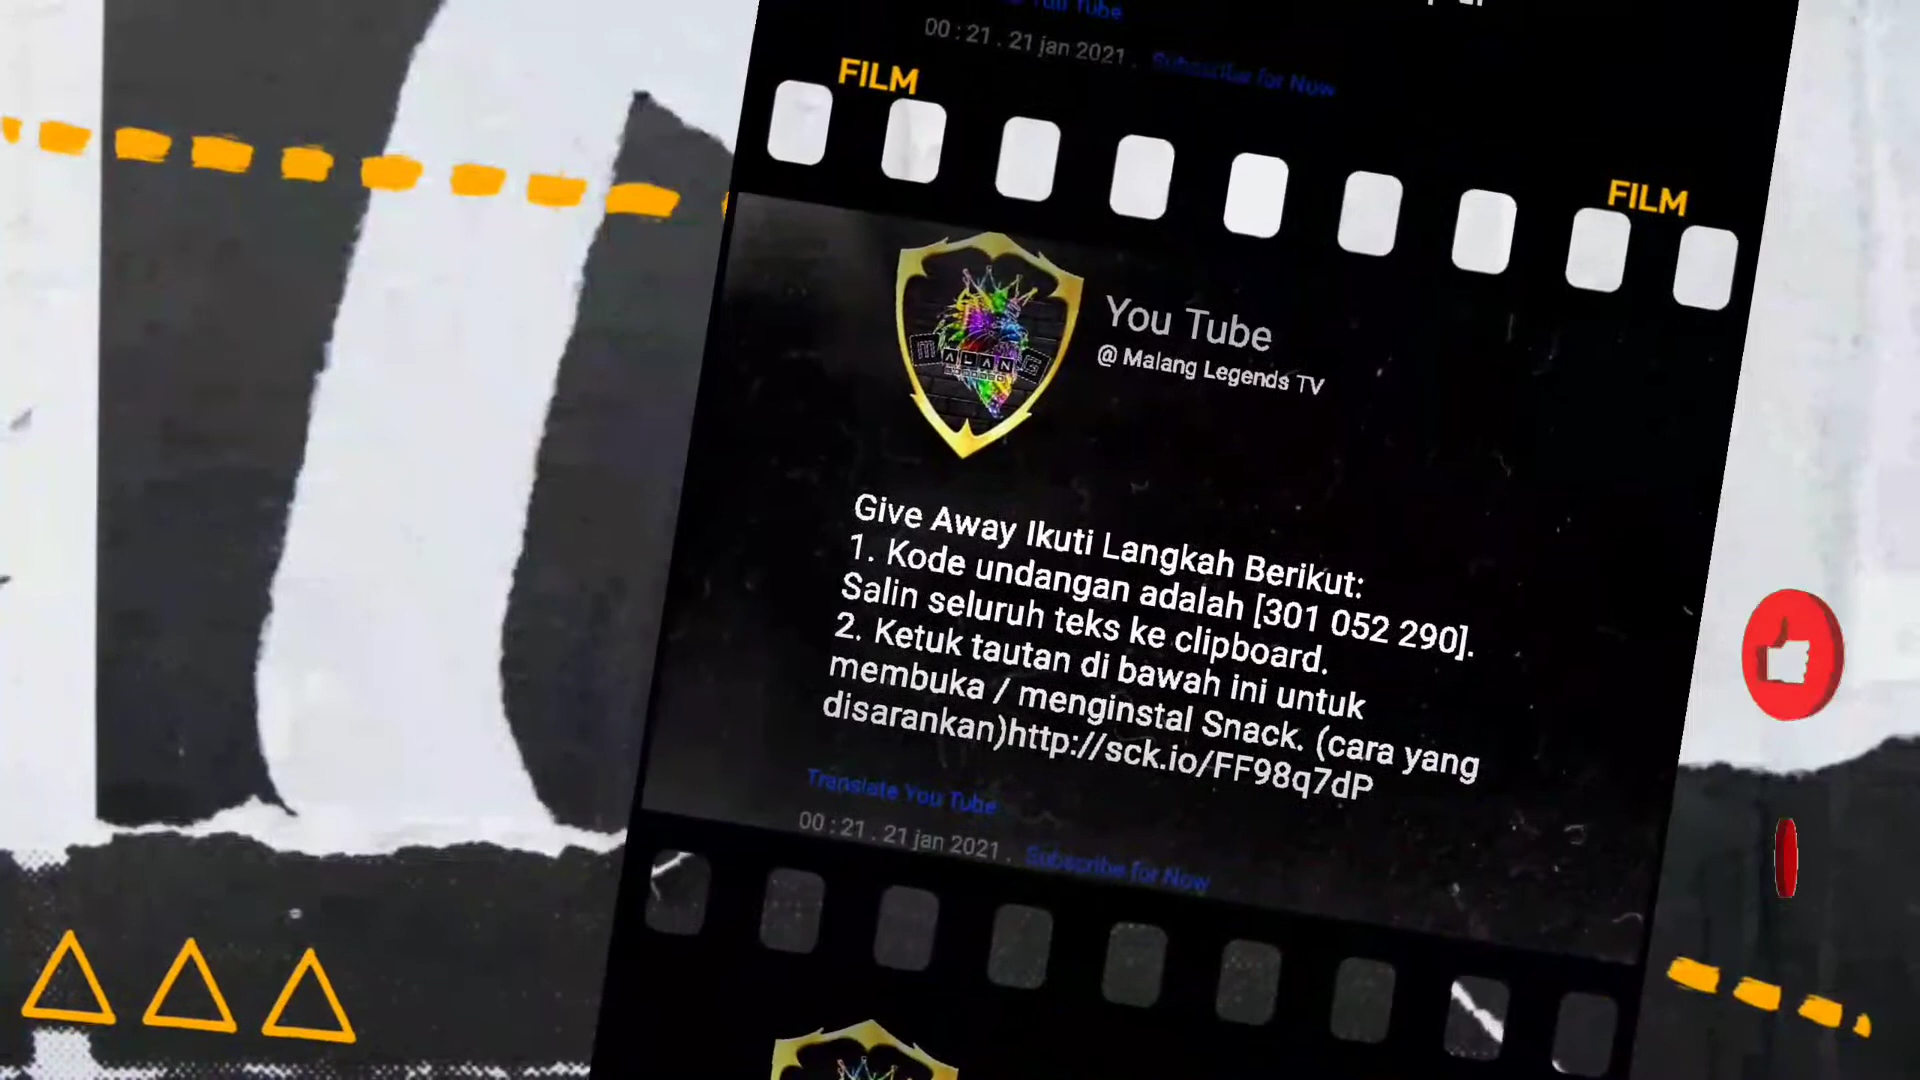 00 : 21 . 21 jan 2021 . Subscribe for Now
FILM
FILM
You Tube
@ Malang Legends TV
Give Away Ikuti Langkah Berikut:
1. Kode undangan adalah [301 052 290].
Salin seluruh teks ke clipboard.
2. Ketuk tautan di bawah ini untuk
membuka / menginstal Snack. (cara yang
disarankan)http://sck.io/FF98q7dP
Translate You Tube
00 : 21 . 21 jan 2021 . Subscribe for Now